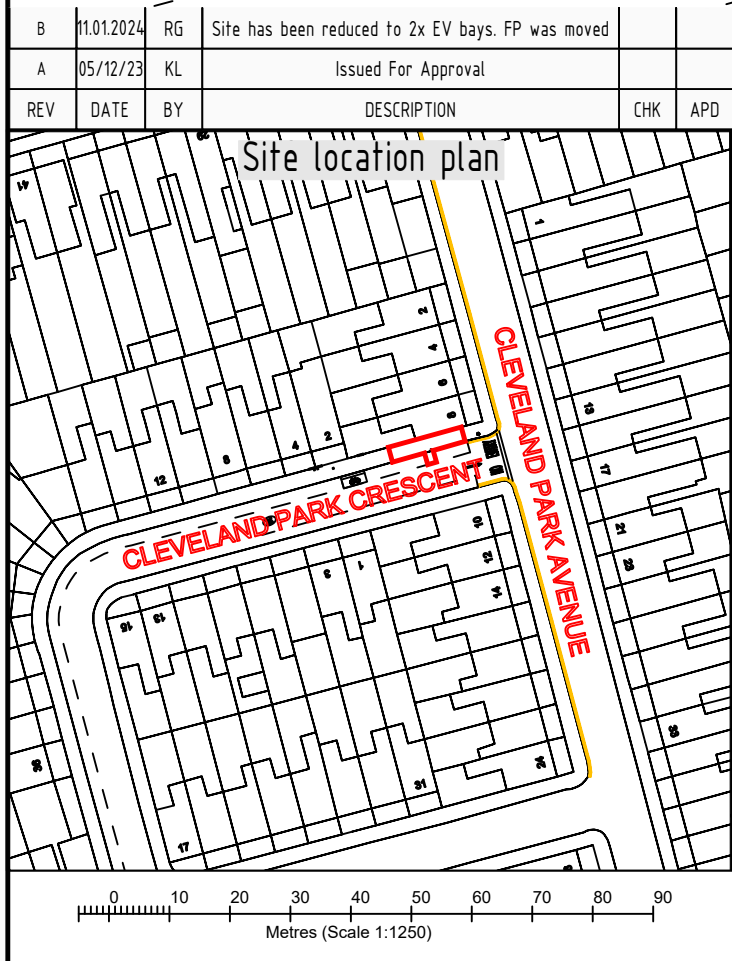 B 11.01.2024 RG Site has been reduced to 2x EV bays. FP was moved
A 05/12/23 KL Issued For Approval
REV DATE BY DESCRIPTION CHK APD
Site location plan
41
1
2
4
6
8
CLEVELAND PARK AVENUE
13
17
21
2
4
8
12
CLEVELAND PARK CRESCENT
10
12
14
1
3
13
15
31
17
0 10 20 30 40 50 60 70 80 90
Metres (Scale 1:1250)